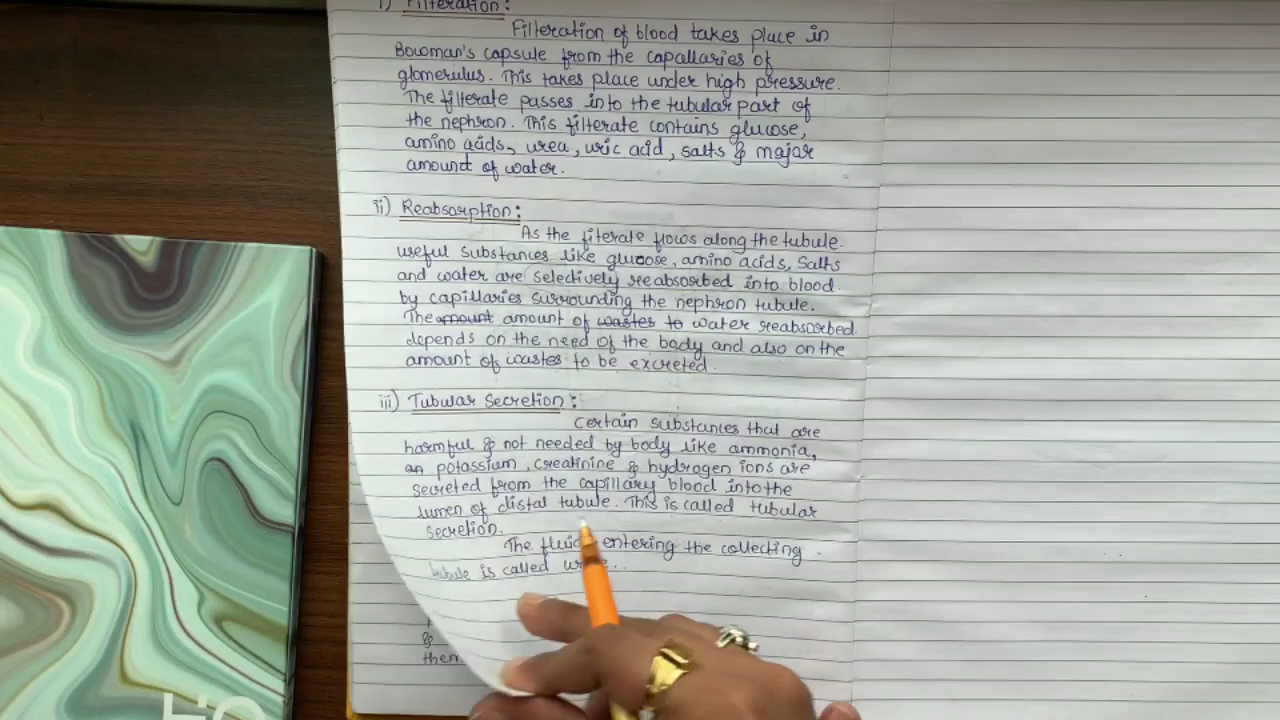 i) Filteration:
Filteration of blood takes place in
Bowman's capsule from the capallaries of
glomerulus. This takes place under high pressure.
The filterate passes into the tubular part of
the nephron. This filterate contains glucose,
amino acids, urea, uric acid, salts & major
amount of water.
ii) Reabsorption:
As the fiterate flows along the tubule.
useful substances like glucose, amino acids, salts
and water are selectively reabsorbed into blood.
by capillaries surrounding the nephron tubule.
The amount amount of wastes to water reabsorbed
depends on the need of the body and also on the
amount of wastes to be excreted.
iii) Tubular Secretion:
Certain substances that are
harmful & not needed by body like ammonia,
an potassium, creatinine & hydrogen ions are
secreted from the capillary blood into the
lumen of distal tubule. This is called tubular
secretion.
The fluid entering the collecting
tubule is called urine.
&
them